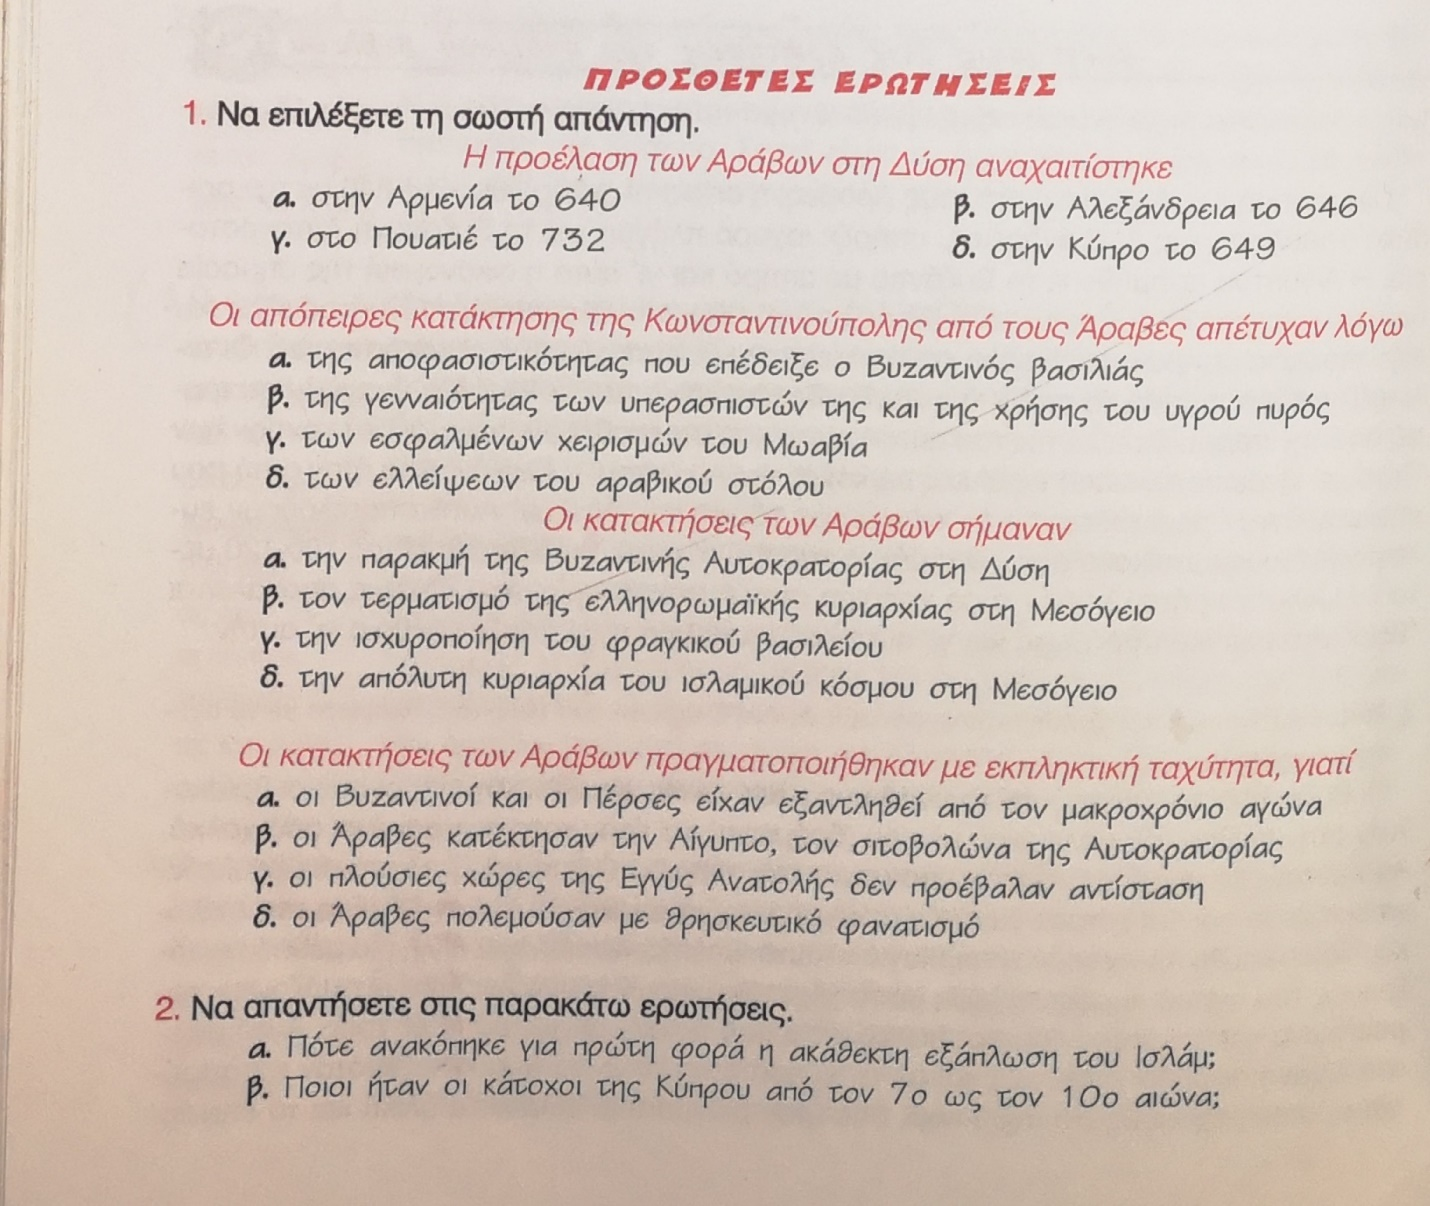 ΠΡΟΣΘΕΤΕΣ ΕΡΩΤΗΣΕΙΣ
1. Να επιλέξετε τη σωστή απάντηση.
Η προέλαση των Αράβων στη Δύση αναχαιτίστηκε
α. στην Αρμενία το 640
β. στην Αλεξάνδρεια το 646
γ. στο Πουατιέ το 732
δ. στην Κύπρο το 649
Οι απόπειρες κατάκτησης της Κωνσταντινούπολης από τους Άραβες απέτυχαν λόγω
α. της αποφασιστικότητας που επέδειξε ο Βυζαντινός βασιλιάς
β. της γενναιότητας των υπερασπιστών της και της χρήσης του υγρού πυρός
γ. των εσφαλμένων χειρισμών του Μωαβία
δ. των ελλείψεων του αραβικού στόλου
Οι κατακτήσεις των Αράβων σήμαναν
α. την παρακμή της Βυζαντινής Αυτοκρατορίας στη Δύση
β. τον τερματισμό της ελληνορωμαϊκής κυριαρχίας στη Μεσόγειο
γ. την ισχυροποίηση του φραγκικού βασιλείου
δ. την απόλυτη κυριαρχία του ισλαμικού κόσμου στη Μεσόγειο
Οι κατακτήσεις των Αράβων πραγματοποιήθηκαν με εκπληκτική ταχύτητα, γιατί
α. οι Βυζαντινοί και οι Πέρσες είχαν εξαντληθεί από τον μακροχρόνιο αγώνα
β. οι Άραβες κατέκτησαν την Αίγυπτο, τον σιτοβολώνα της Αυτοκρατορίας
γ. οι πλούσιες χώρες της Εγγύς Ανατολής δεν προέβαλαν αντίσταση
δ. οι Άραβες πολεμούσαν με θρησκευτικό φανατισμό
2. Να απαντήσετε στις παρακάτω ερωτήσεις.
α. Πότε ανακόπηκε για πρώτη φορά η ακάθεκτη εξάπλωση του Ισλάμ;
β. Ποιοι ήταν οι κάτοχοι της Κύπρου από τον 7ο ως τον 10ο αιώνα;